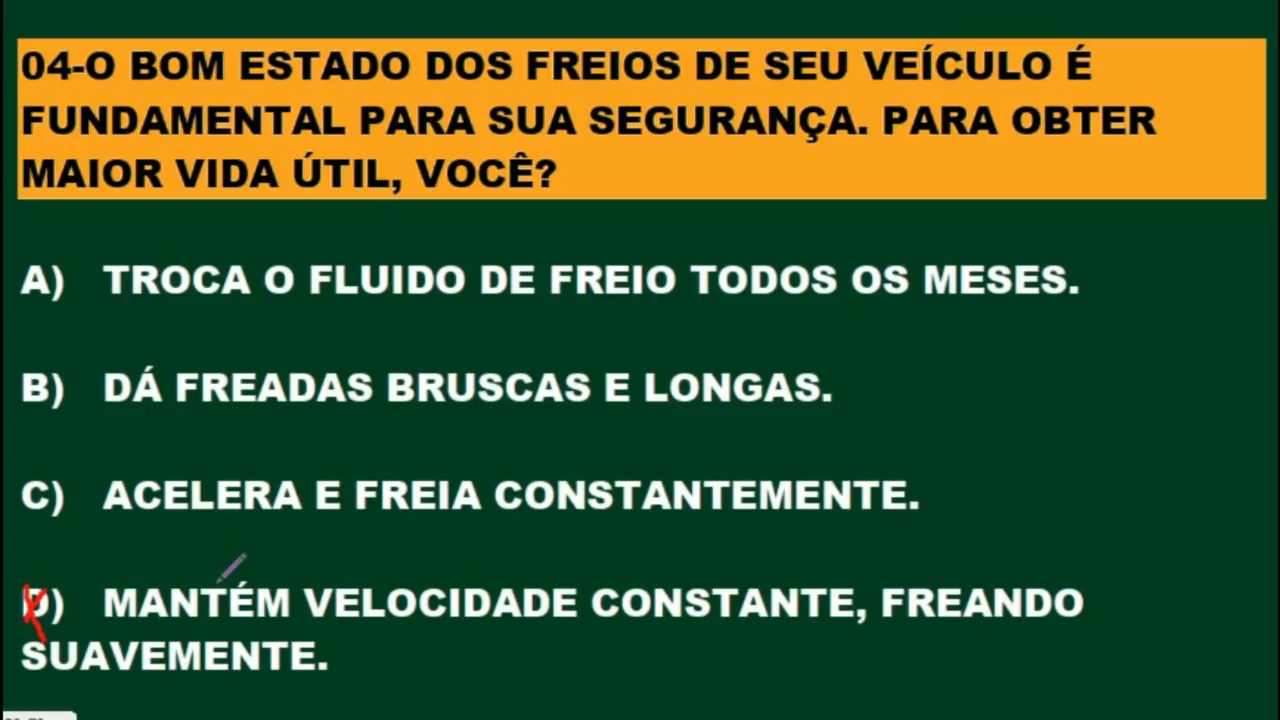 04-O BOM ESTADO DOS FREIOS DE SEU VEÍCULO É
FUNDAMENTAL PARA SUA SEGURANÇA. PARA OBTER
MAIOR VIDA ÚTIL, VOCÊ?
A) TROCA O FLUIDO DE FREIO TODOS OS MESES.
B) DÁ FREADAS BRUSCAS E LONGAS.
C) ACELERA E FREIA CONSTANTEMENTE.
D) MANTÉM VELOCIDADE CONSTANTE, FREANDO
SUAVEMENTE.